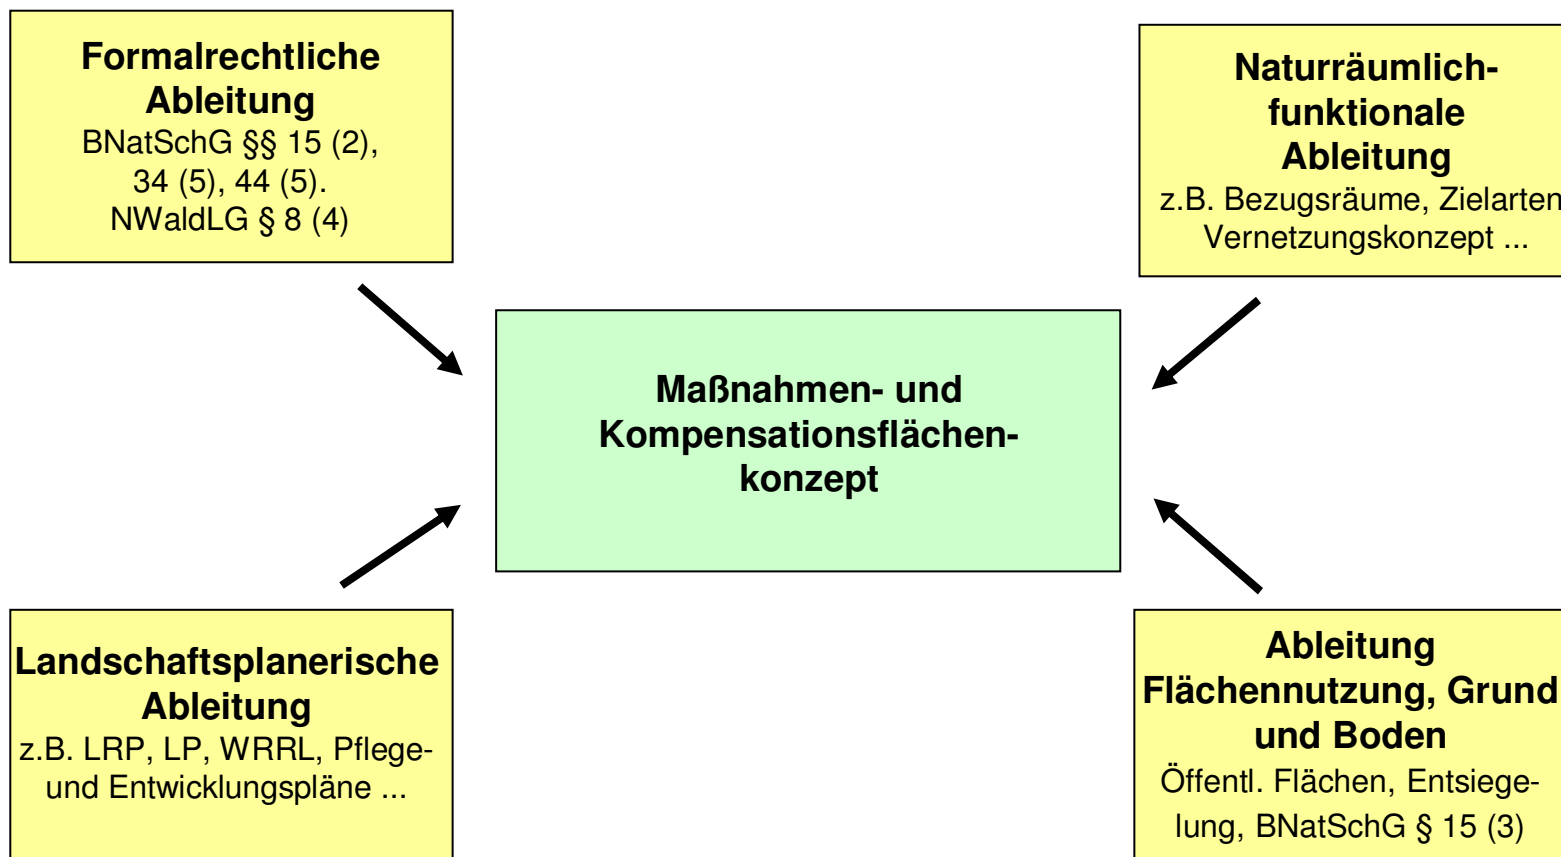 Formalrechtliche
Ableitung
BNatSchG §§ 15 (2),
34 (5), 44 (5).
NWaldLG § 8 (4)
Naturräumlich-
funktionale
Ableitung
z.B. Bezugsräume, Zielarten
Vernetzungskonzept ...
Maßnahmen- und
Kompensationsflächen-
konzept
Landschaftsplanerische
Ableitung
z.B. LRP, LP, WRRL, Pflege-
und Entwicklungspläne ...
Ableitung
Flächennutzung, Grund
und Boden
Öffentl. Flächen, Entsiege-
lung, BNatSchG § 15 (3)